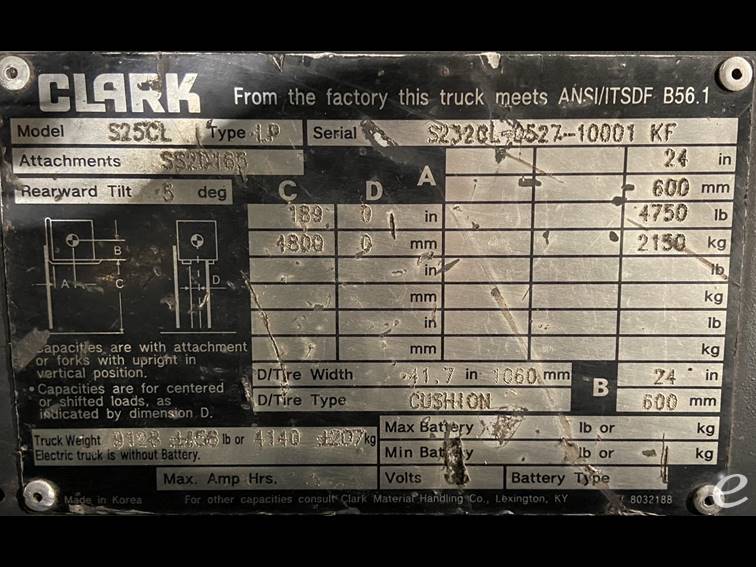 CLARK From the factory this truck meets ANSI/ITSDF B56.1
Model S25CL Type LP Serial S232CL-0527-10001 KF
Attachments A 24 in
Rearward Tilt 5 deg C D 600 mm
189 0 in 4750 lb
4800 0 mm 2150 kg
in lb
mm kg
in lb
mm kg
A B C D
Capacities are with attachment
or forks with upright in
vertical position.
• Capacities are for centered
or shifted loads, as
indicated by dimension D.
D/Tire Width 41.7 in 1060 mm B 24 in
D/Tire Type CUSHION 600 mm
Max Battery lb or kg
Truck Weight 9128 lb or 4140 kg
Min Battery lb or kg
Electric truck is without Battery.
Max. Amp Hrs. Volts Battery Type
Made in Korea For other capacities consult Clark Material Handling Co., Lexington, KY 8032188
e